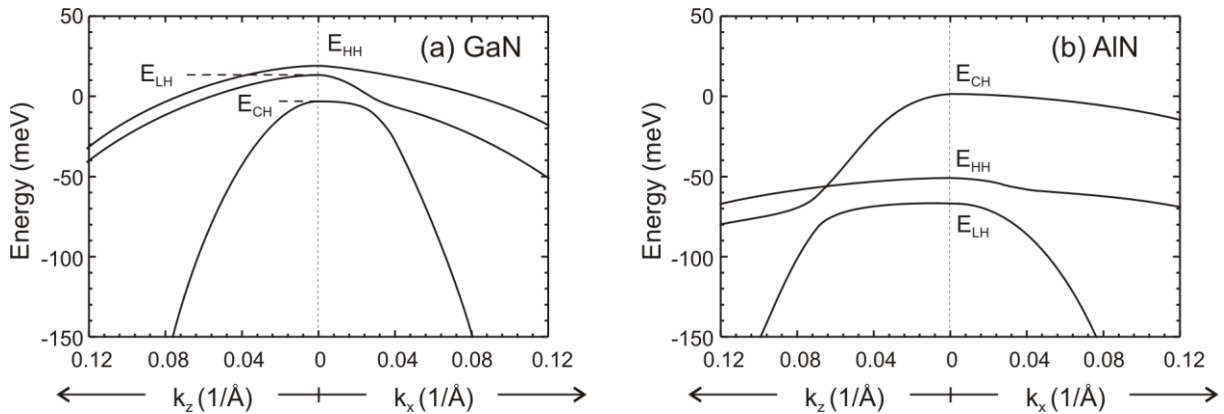 (a) GaN
E_HH
E_LH
E_CH
Energy (meV)
50
0
-50
-100
-150
0.12 0.08 0.04 0 0.04 0.08 0.12
k_z (1/Å) k_x (1/Å)
(b) AlN
E_CH
E_HH
E_LH
Energy (meV)
50
0
-50
-100
-150
0.12 0.08 0.04 0 0.04 0.08 0.12
k_z (1/Å) k_x (1/Å)